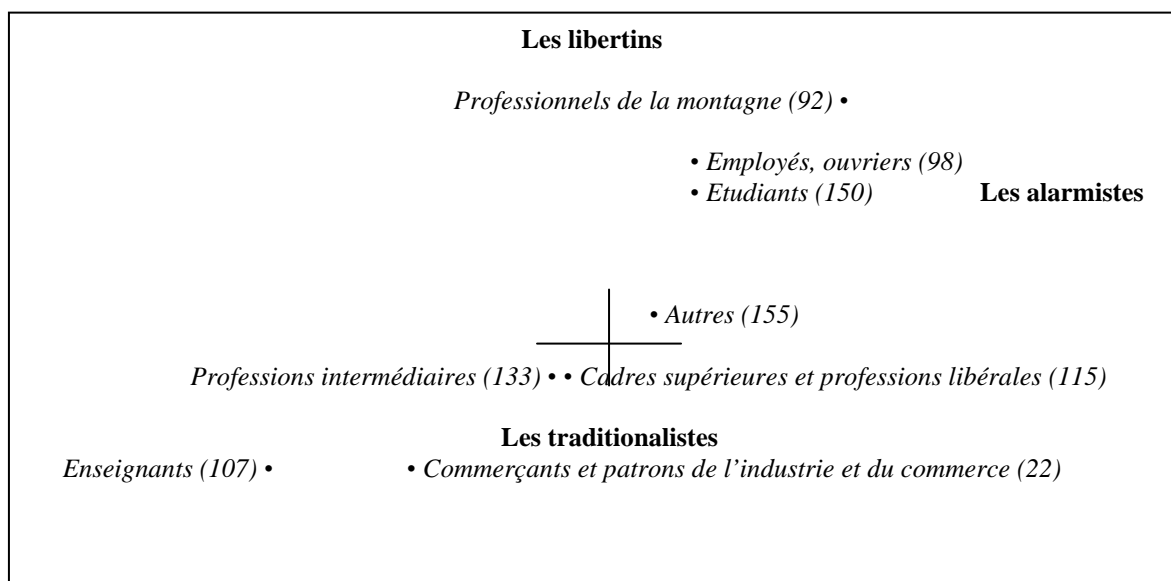 Les libertins
Professionnels de la montagne (92) •
• Employés, ouvriers (98)
• Etudiants (150) Les alarmistes
• Autres (155)
Professions intermédiaires (133) • • Cadres supérieures et professions libérales (115)
Les traditionalistes
Enseignants (107) • • Commerçants et patrons de l’industrie et du commerce (22)